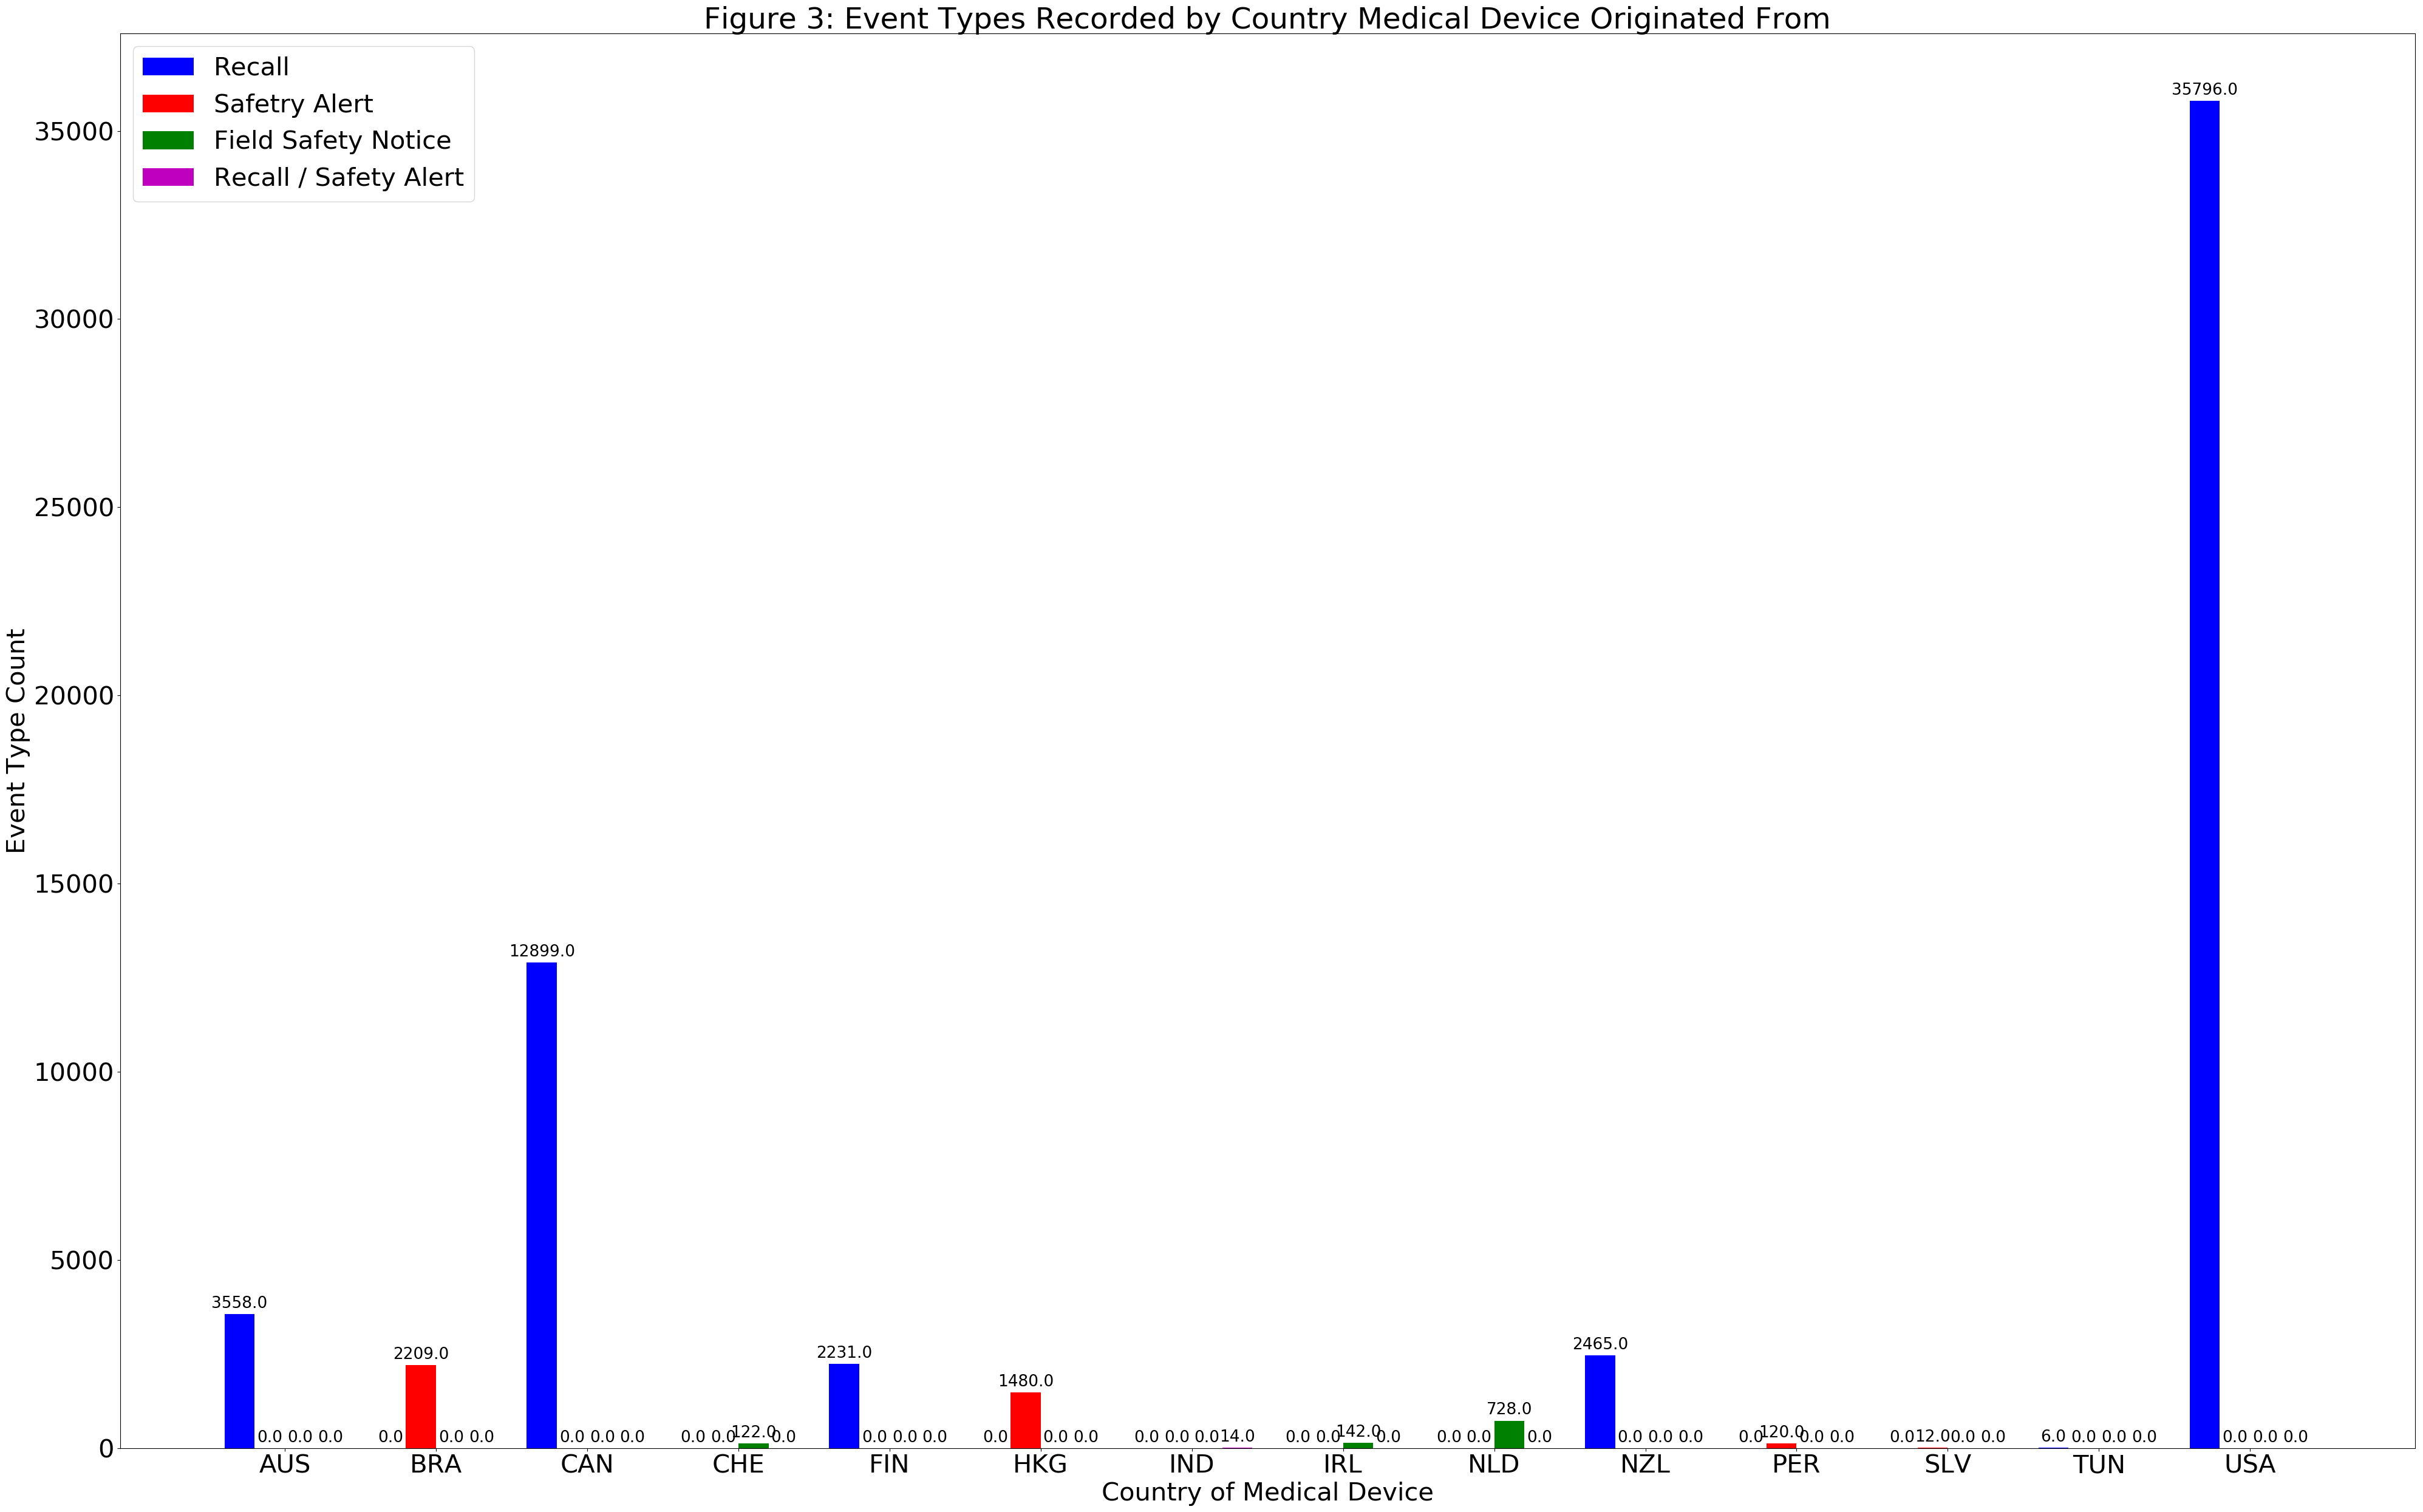 Figure 3: Event Types Recorded by Country Medical Device Originated From
Recall
Safetry Alert
Field Safety Notice
Recall / Safety Alert
35000
30000
25000
20000
15000
10000
5000
0
Event Type Count
3558.0 0.0 0.0 0.0
0.0 2209.0 0.0 0.0
12899.0 0.0 0.0 0.0
0.0 0.0 122.0 0.0
2231.0 0.0 0.0 0.0
0.0 1480.0 0.0 0.0
0.0 0.0 0.0 14.0
0.0 0.0 142.0 0.0
0.0 0.0 728.0 0.0
2465.0 0.0 0.0 0.0
0.0 120.0 0.0 0.0
0.0 12.0 0.0 0.0
6.0 0.0 0.0 0.0
35796.0 0.0 0.0 0.0
AUS BRA CAN CHE FIN HKG IND IRL NLD NZL PER SLV TUN USA
Country of Medical Device